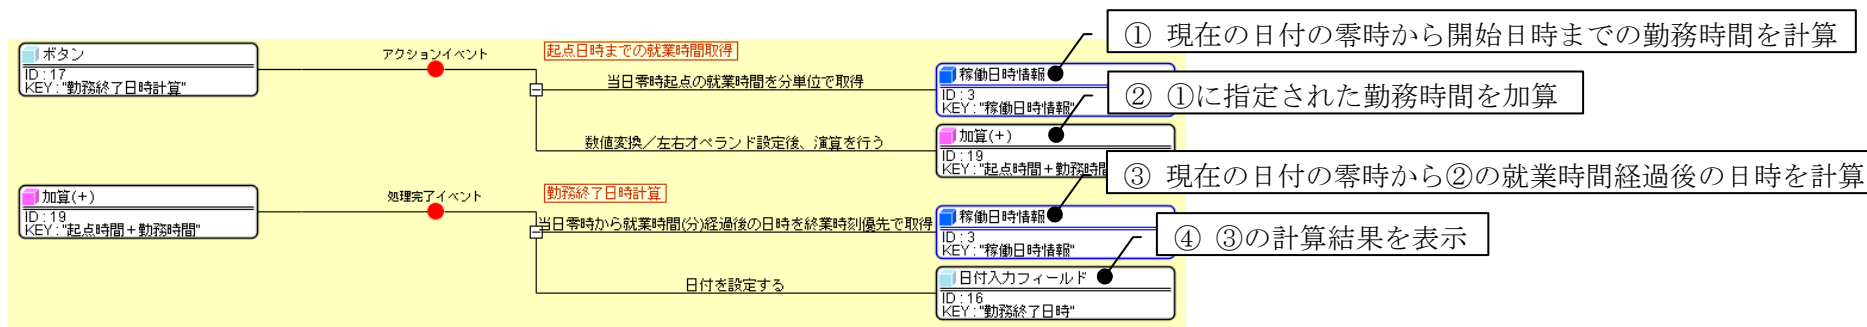 ① 現在の日付の零時から開始日時までの勤務時間を計算
ボタン
ID : 17
KEY : "勤務終了日時計算"
アクションイベント
起点日時までの就業時間取得
当日零時起点の就業時間を分単位で取得
稼働日時情報
ID : 3
KEY : "稼働日時情報"
② ①に指定された勤務時間を加算
数値変換／左右オペランド設定後、演算を行う
加算(+)
ID : 19
KEY : "起点時間+勤務時間
③ 現在の日付の零時から②の就業時間経過後の日時を計算
加算(+)
ID : 19
KEY : "起点時間+勤務時間"
処理完了イベント
勤務終了日時計算
当日零時から就業時間(分)経過後の日時を終業時刻優先で取得
稼働日時情報
ID : 3
KEY : "稼働日時情報"
④ ③の計算結果を表示
日付を設定する
日付入力フィールド
ID : 16
KEY : "勤務終了日時"